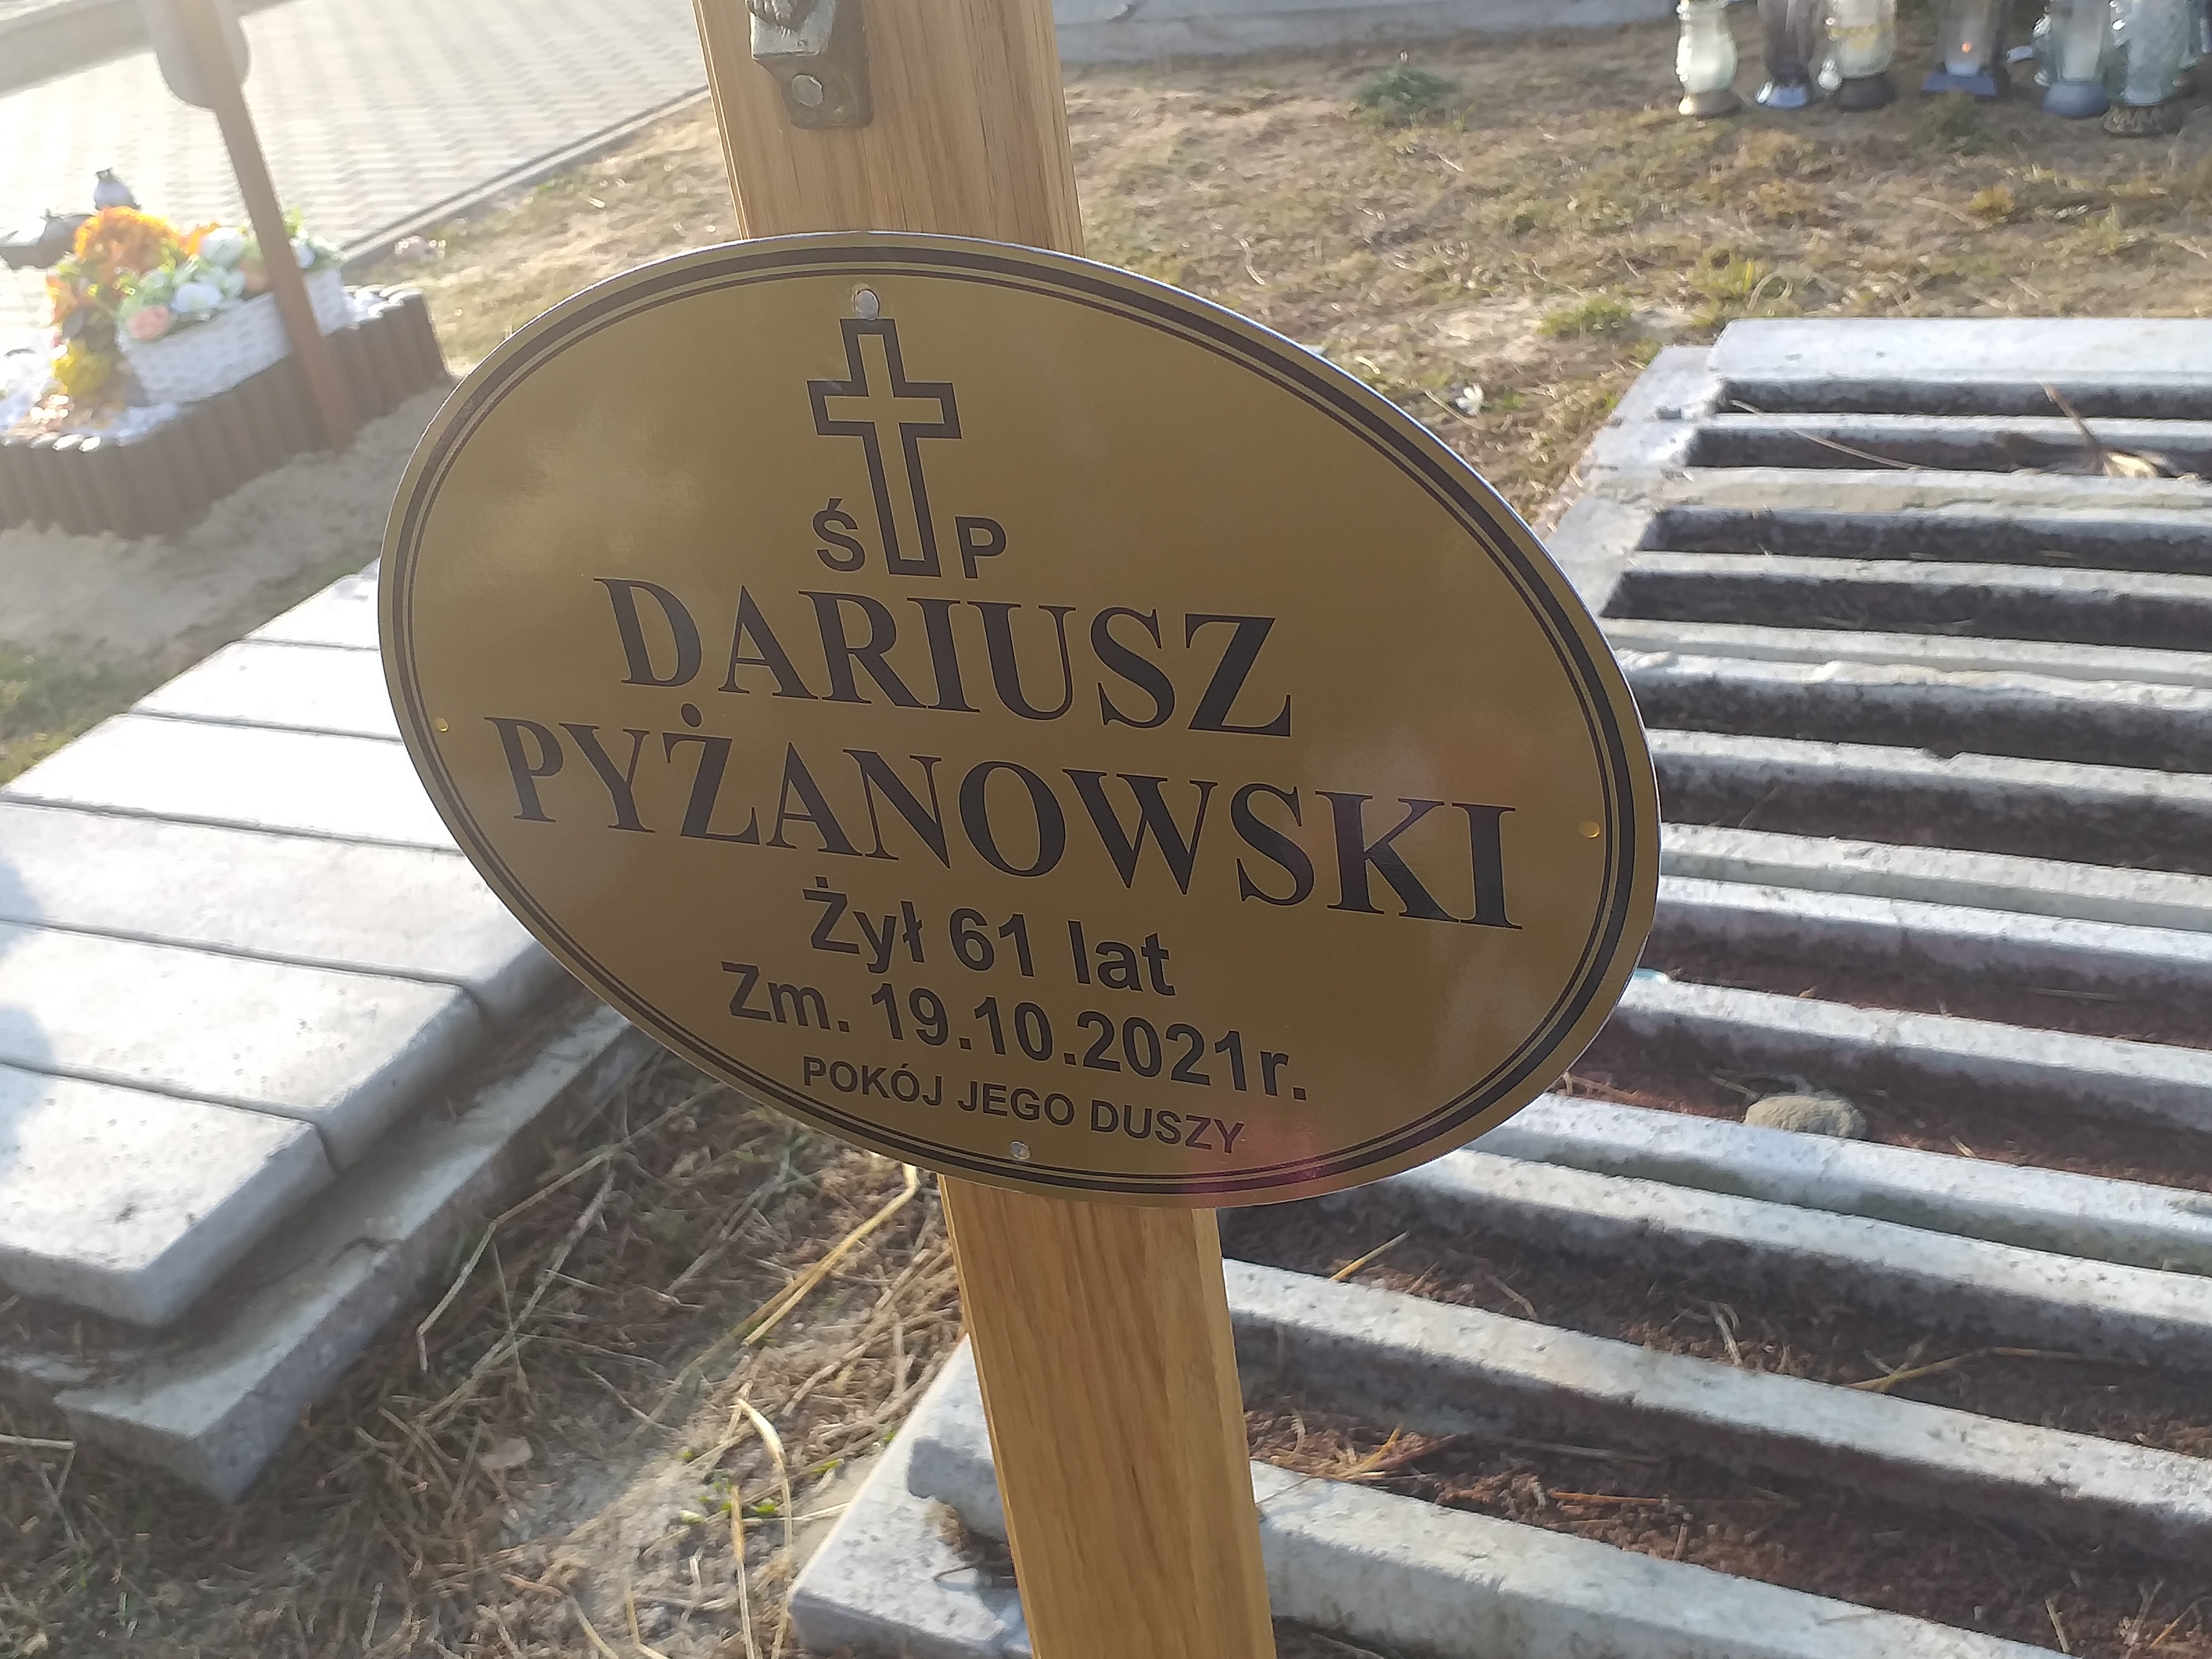 Ś P
DARIUSZ
PYŻANOWSKI
Żył 61 lat
Zm. 19.10.2021r.
POKÓJ JEGO DUSZY